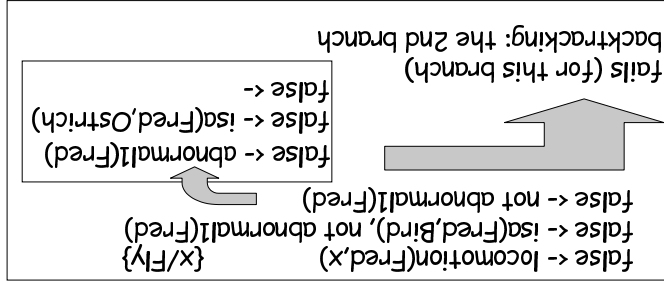 false <- locomotion(Fred,x) {x/Fly}
false <- isa(Fred,Bird), not abnormal1(Fred)
false <- not abnormal1(Fred)
false <- abnormal1(Fred)
false <- isa(Fred,Ostrich)
false <-
fails (for this branch)
backtracking: the 2nd branch